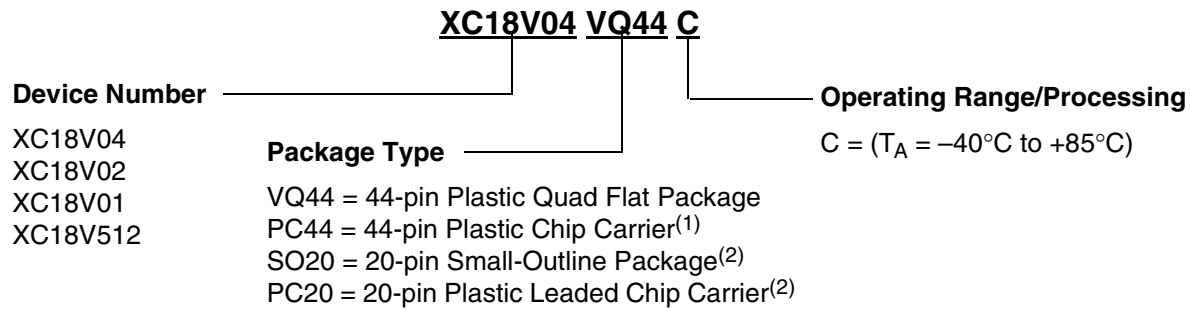 XC18V04 VQ44 C
Device Number
XC18V04
XC18V02
XC18V01
XC18V512
Package Type
VQ44 = 44-pin Plastic Quad Flat Package
PC44 = 44-pin Plastic Chip Carrier(1)
SO20 = 20-pin Small-Outline Package(2)
PC20 = 20-pin Plastic Leaded Chip Carrier(2)
Operating Range/Processing
C = (TA = –40°C to +85°C)